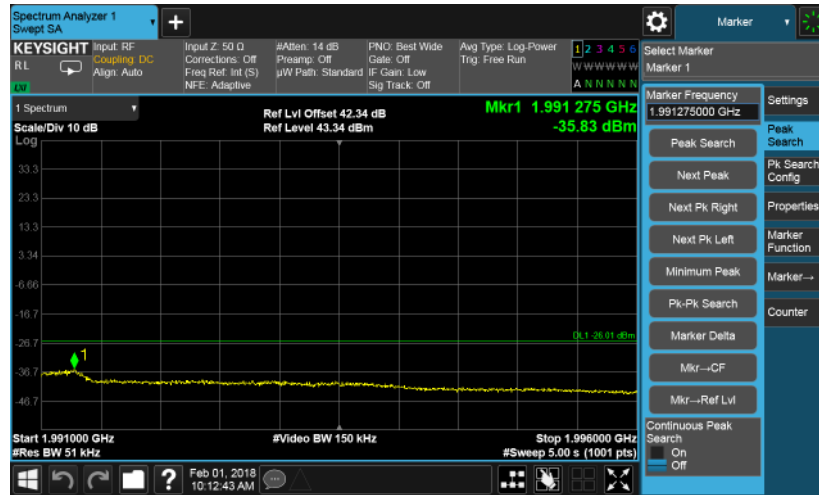 Spectrum Analyzer 1
Swept SA
Marker
KEYSIGHT
RL
LXI
Input: RF
Coupling: DC
Align: Auto
Input Z: 50 Ω
Corrections: Off
Freq Ref: Int (S)
NFE: Adaptive
#Atten: 14 dB
Preamp: Off
µW Path: Standard
PNO: Best Wide
Gate: Off
IF Gain: Low
Sig Track: Off
Avg Type: Log-Power
Trig: Free Run
1 2 3 4 5 6
W W W W W W
A N N N N N
Select Marker
Marker 1
1 Spectrum
Scale/Div 10 dB
Log
Ref Lvl Offset 42.34 dB
Ref Level 43.34 dBm
Mkr1 1.991 275 GHz
-35.83 dBm
33.3
23.3
13.3
3.34
-6.66
-16.7
-26.7
-36.7
-46.7
DL1 -26.01 dBm
1
Start 1.991000 GHz
#Res BW 51 kHz
#Video BW 150 kHz
Stop 1.996000 GHz
#Sweep 5.00 s (1001 pts)
Marker Frequency
1.991275000 GHz
Peak Search
Next Peak
Next Pk Right
Next Pk Left
Minimum Peak
Pk-Pk Search
Marker Delta
Mkr→CF
Mkr→Ref Lvl
Continuous Peak
Search
On
Off
Settings
Peak
Search
Pk Search
Config
Properties
Marker
Function
Marker→
Counter
?
Feb 01, 2018
10:12:43 AM